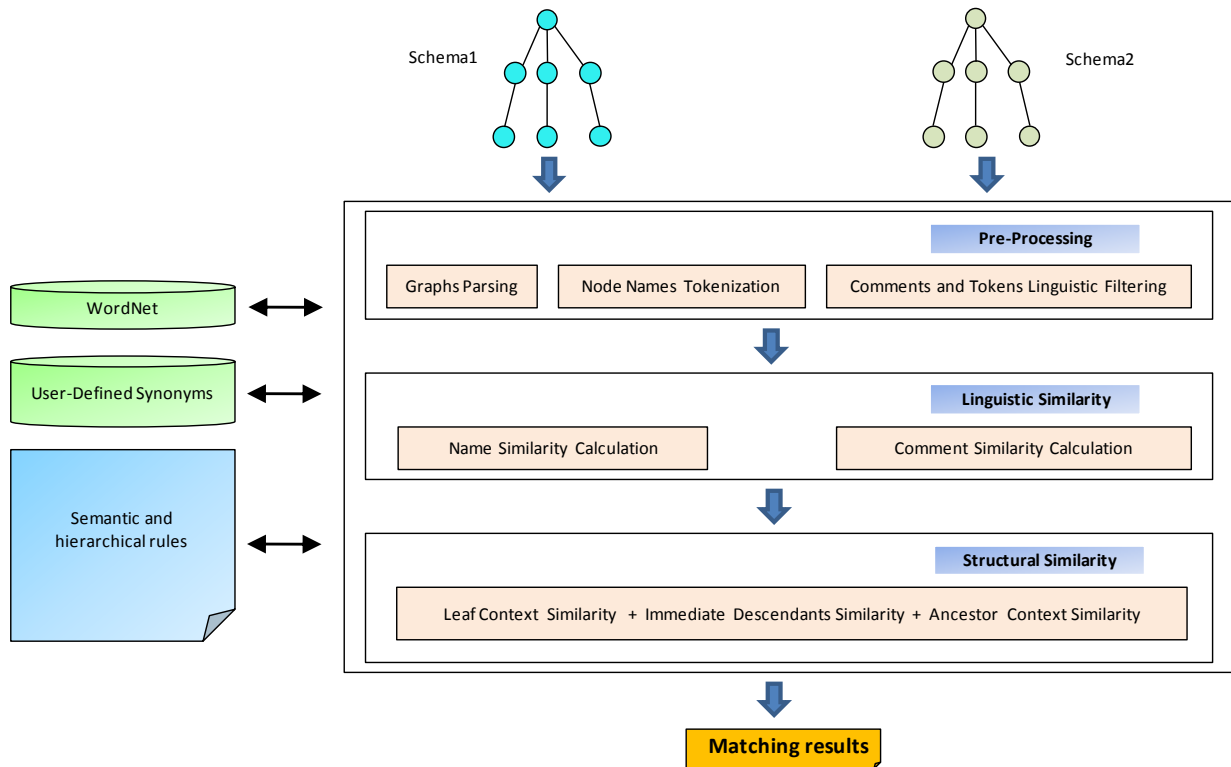 Schema1
Schema2
Pre-Processing
Graphs Parsing
Node Names Tokenization
Comments and Tokens Linguistic Filtering
WordNet
User-Defined Synonyms
Linguistic Similarity
Name Similarity Calculation
Comment Similarity Calculation
Semantic and
hierarchical rules
Structural Similarity
Leaf Context Similarity + Immediate Descendants Similarity + Ancestor Context Similarity
Matching results